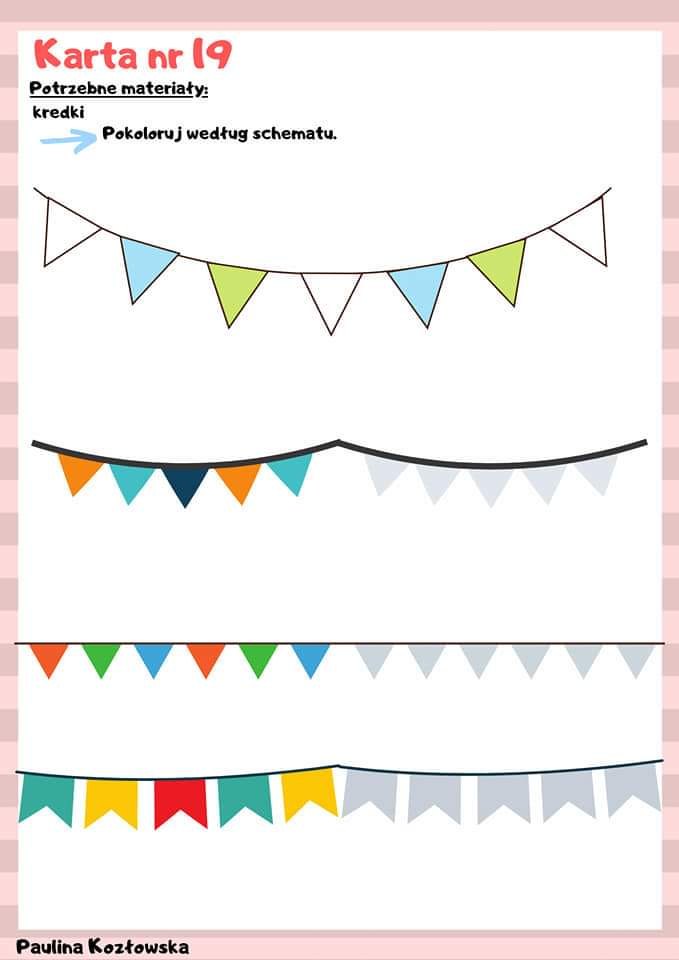 Karta nr 19
Potrzebne materiały:
kredki
Pokoloruj według schematu.
Paulina Kozłowska